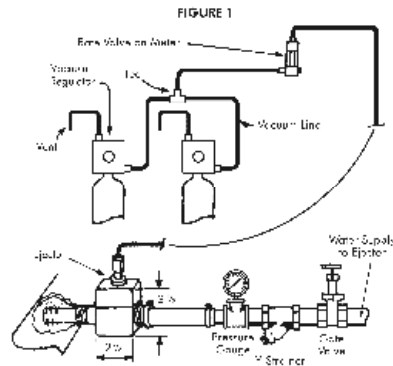 FIGURE 1
Rate Valve on Meter
Vacuum
Regulator
Tee
Vent
Vacuum Line
Water Supply
to Ejector
Ejector
Pressure
Gauge
Y Strainer
Gate
Valve